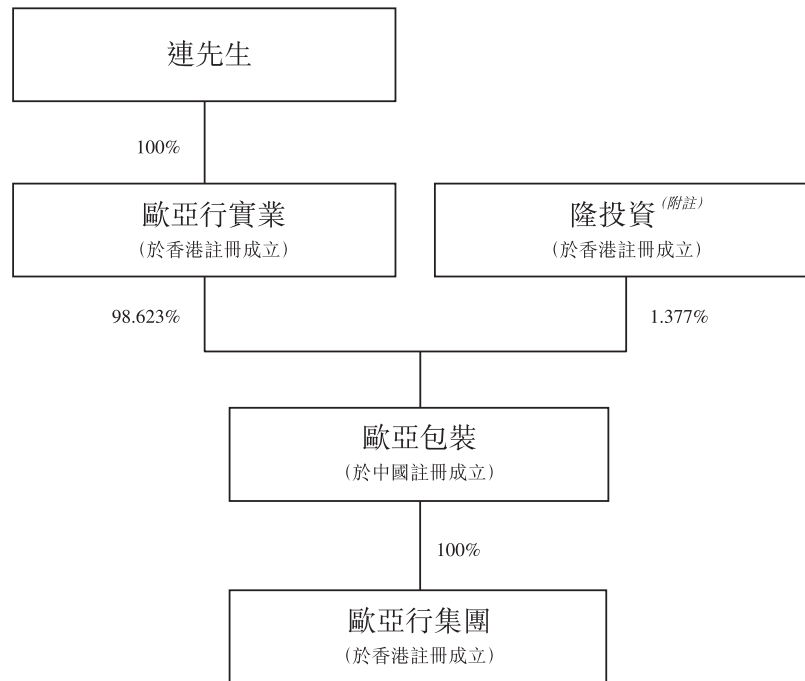 連先生
100%
歐亞行實業
(於香港註冊成立)
隆投資(附註)
(於香港註冊成立)
98.623%
1.377%
歐亞包裝
(於中國註冊成立)
100%
歐亞行集團
(於香港註冊成立)